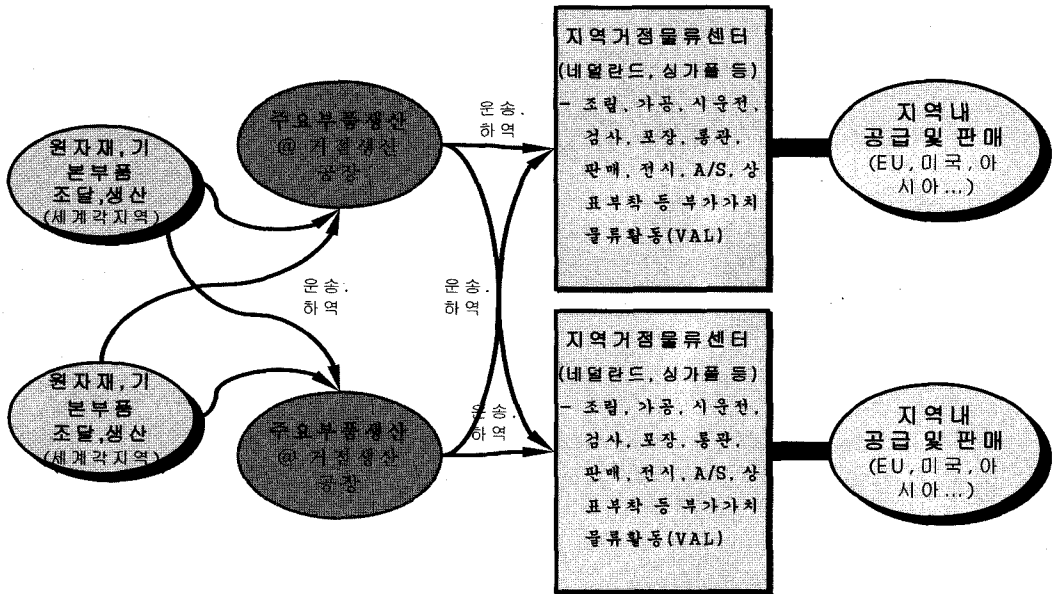 원자재,기
본부품
조달,생산
(세계각지역)
원자재,기
본부품
조달,생산
(세계각지역)
주요부품생산
@ 거점생산
공장
주요부품생산
@ 거점생산
공장
운송.
하역
운송.
하역
운송.
하역
운송.
하역
지역거점물류센터
(네덜란드,싱가폴 등)
- 조립, 가공, 시운전,
검사, 포장, 통관,
판매, 전시, A/S, 상
표부착 등 부가가치
물류활동(VAL)
지역거점물류센터
(네덜란드,싱가폴 등)
- 조립, 가공, 시운전,
검사, 포장, 통관,
판매, 전시, A/S, 상
표부착 등 부가가치
물류활동(VAL)
지역내
공급 및 판매
(EU,미국,아
시아...)
지역내
공급 및 판매
(EU,미국,아
시아...)